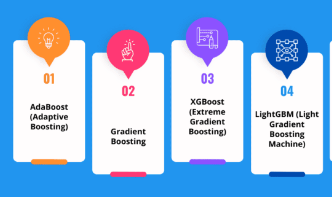 01
AdaBoost
(Adaptive
Boosting)
02
Gradient
Boosting
03
XGBoost
(Extreme
Gradient
Boosting)
04
LightGBM (Light
Gradient
Boosting
Machine)